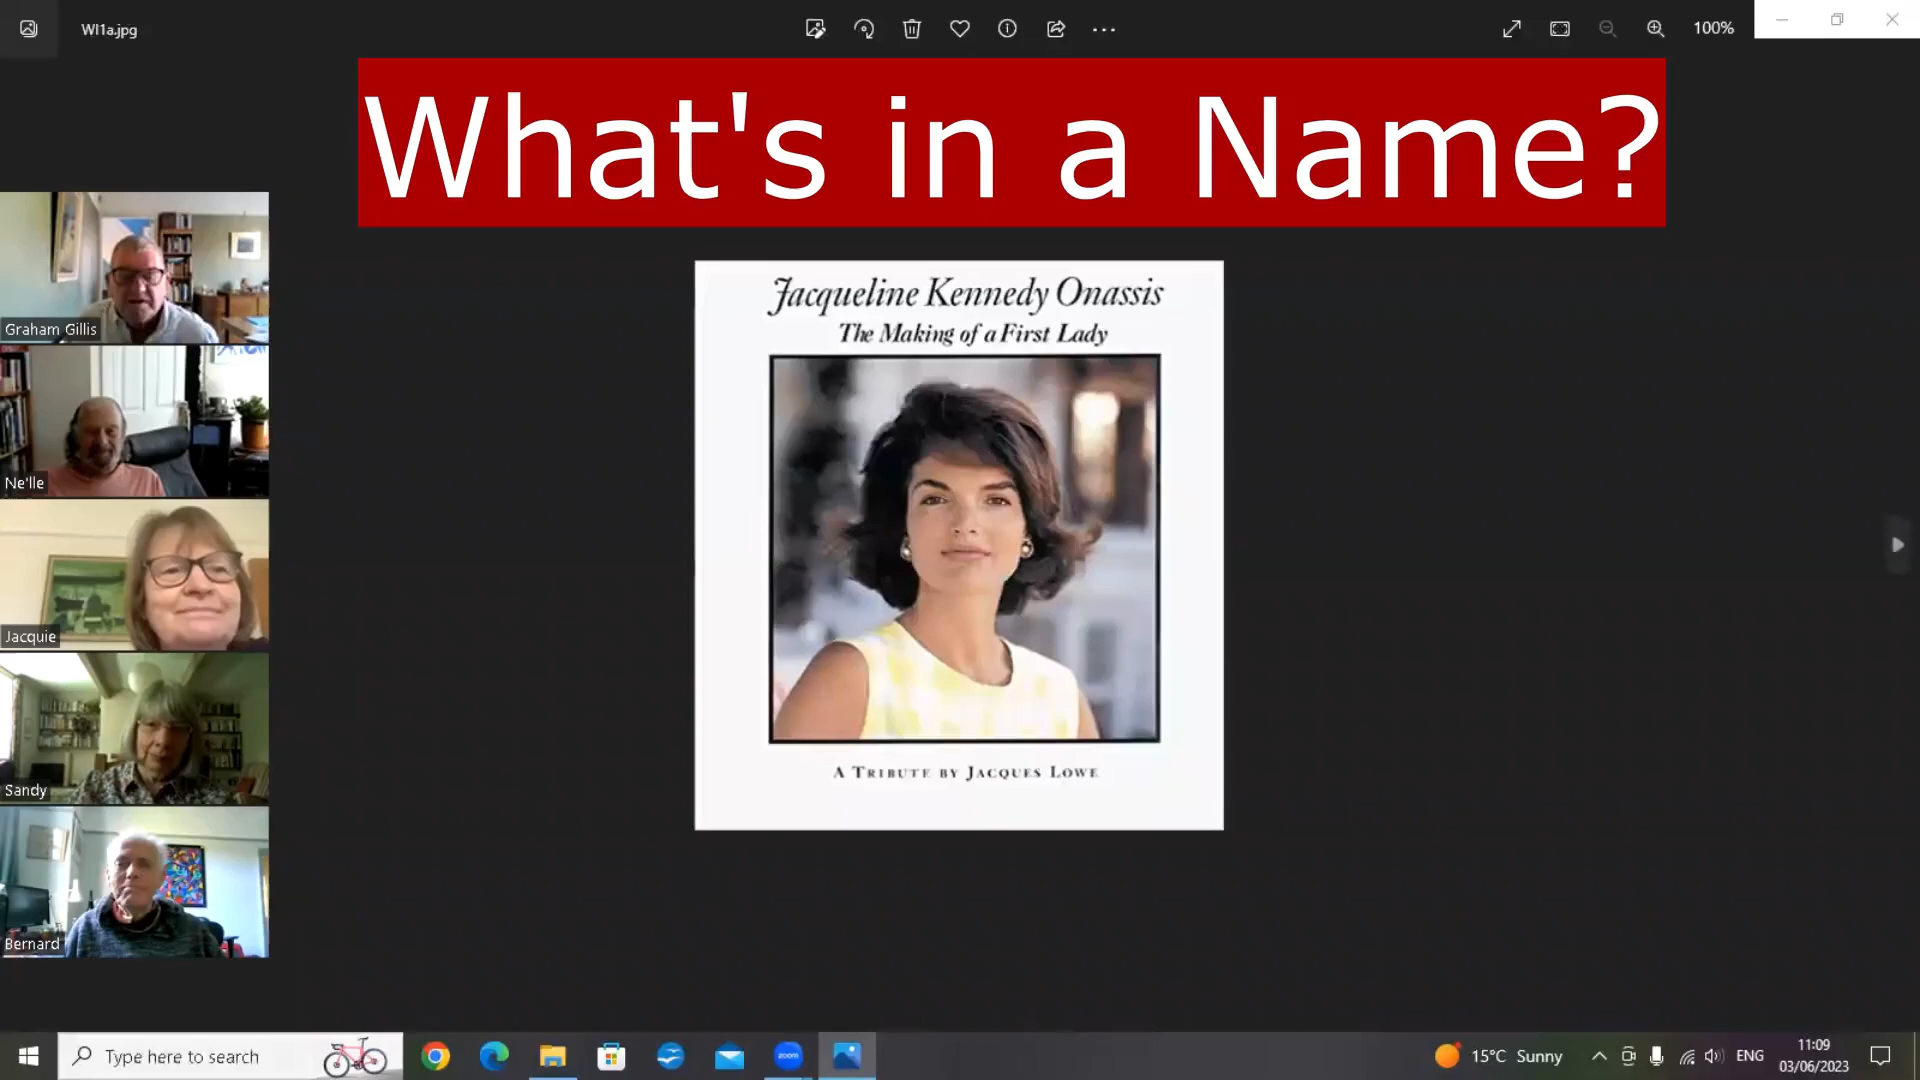 WI1a.jpg
100%
What's in a Name?
Jacqueline Kennedy Onassis
The Making of a First Lady
A TRIBUTE BY JACQUES LOWE
Graham Gillis
Ne'lle
Jacquie
Sandy
Bernard
Type here to search
zoom
15°C Sunny
ENG
11:09
03/06/2023